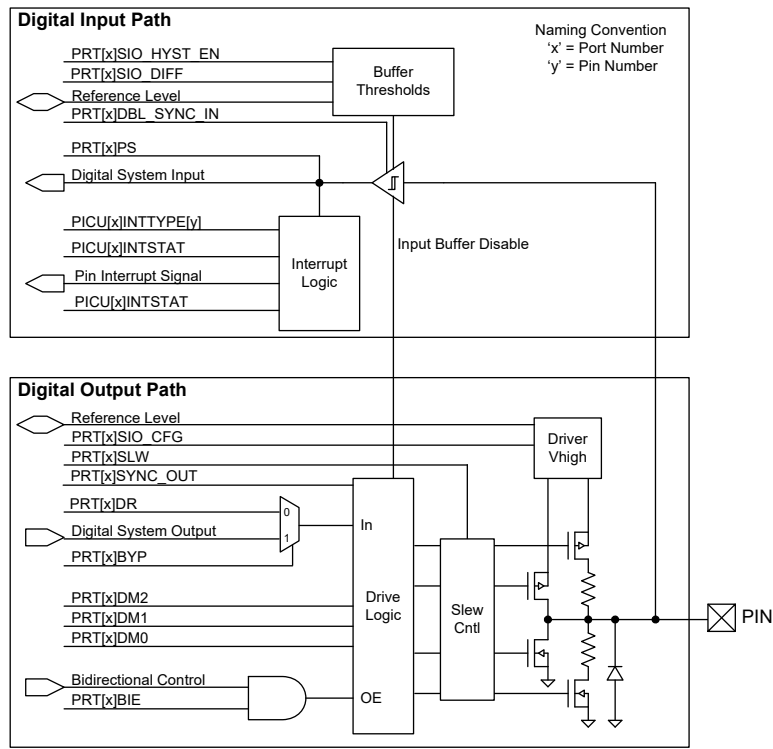 Digital Input Path
Naming Convention
'x' = Port Number
'y' = Pin Number
PRT[x]SIO_HYST_EN
PRT[x]SIO_DIFF
Reference Level
PRT[x]DBL_SYNC_IN
Buffer
Thresholds
PRT[x]PS
Digital System Input
PICU[x]INTTYPE[y]
PICU[x]INTSTAT
Pin Interrupt Signal
PICU[x]INTSTAT
Interrupt
Logic
Input Buffer Disable
Digital Output Path
Reference Level
PRT[x]SIO_CFG
PRT[x]SLW
PRT[x]SYNC_OUT
Driver
Vhigh
PRT[x]DR
Digital System Output
PRT[x]BYP
0
1
In
PRT[x]DM2
PRT[x]DM1
PRT[x]DM0
Drive
Logic
Slew
Cntl
PIN
Bidirectional Control
PRT[x]BIE
OE